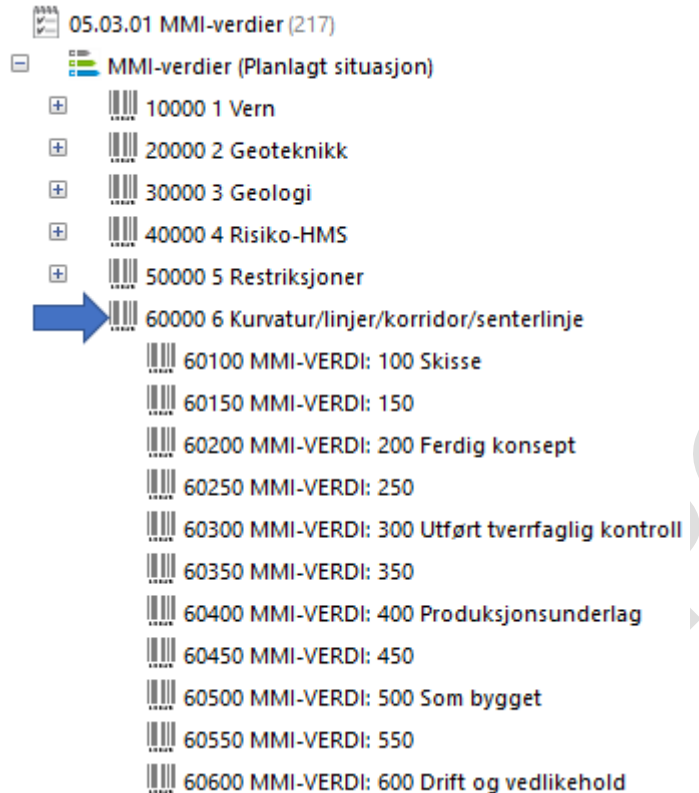 05.03.01 MMI-verdier (217)
MMI-verdier (Planlagt situasjon)
10000 1 Vern
20000 2 Geoteknikk
30000 3 Geologi
40000 4 Risiko-HMS
50000 5 Restriksjoner
60000 6 Kurvatur/linjer/korridor/senterlinje
60100 MMI-VERDI: 100 Skisse
60150 MMI-VERDI: 150
60200 MMI-VERDI: 200 Ferdig konsept
60250 MMI-VERDI: 250
60300 MMI-VERDI: 300 Utført tverrfaglig kontroll
60350 MMI-VERDI: 350
60400 MMI-VERDI: 400 Produksjonsunderlag
60450 MMI-VERDI: 450
60500 MMI-VERDI: 500 Som bygget
60550 MMI-VERDI: 550
60600 MMI-VERDI: 600 Drift og vedlikehold